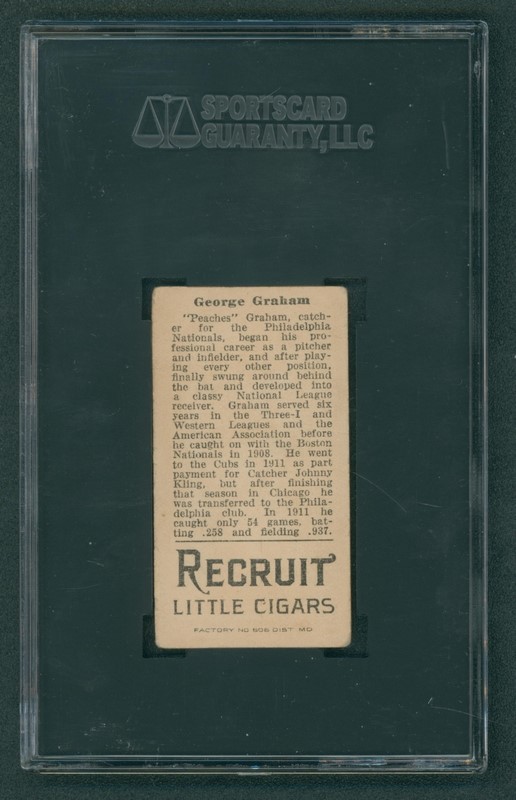 SPORTSCARD
GUARANTY, LLC
George Graham
"Peaches" Graham, catch-
er for the Philadelphia
Nationals, began his pro-
fessional career as a pitcher
and infielder, and after play-
ing every other position,
finally swung around behind
the bat and developed into
a classy National League
receiver. Graham served six
years in the Three-I and
Western Leagues and the
American Association before
he caught on with the Boston
Nationals in 1908. He went
to the Cubs in 1911 as part
payment for Catcher Johnny
Kling, but after finishing
that season in Chicago he
was transferred to the Phila-
delphia club. In 1911 he
caught only 54 games, bat-
ting .258 and fielding .937.
RECRUIT
LITTLE CIGARS
FACTORY NO 606 DIST MD